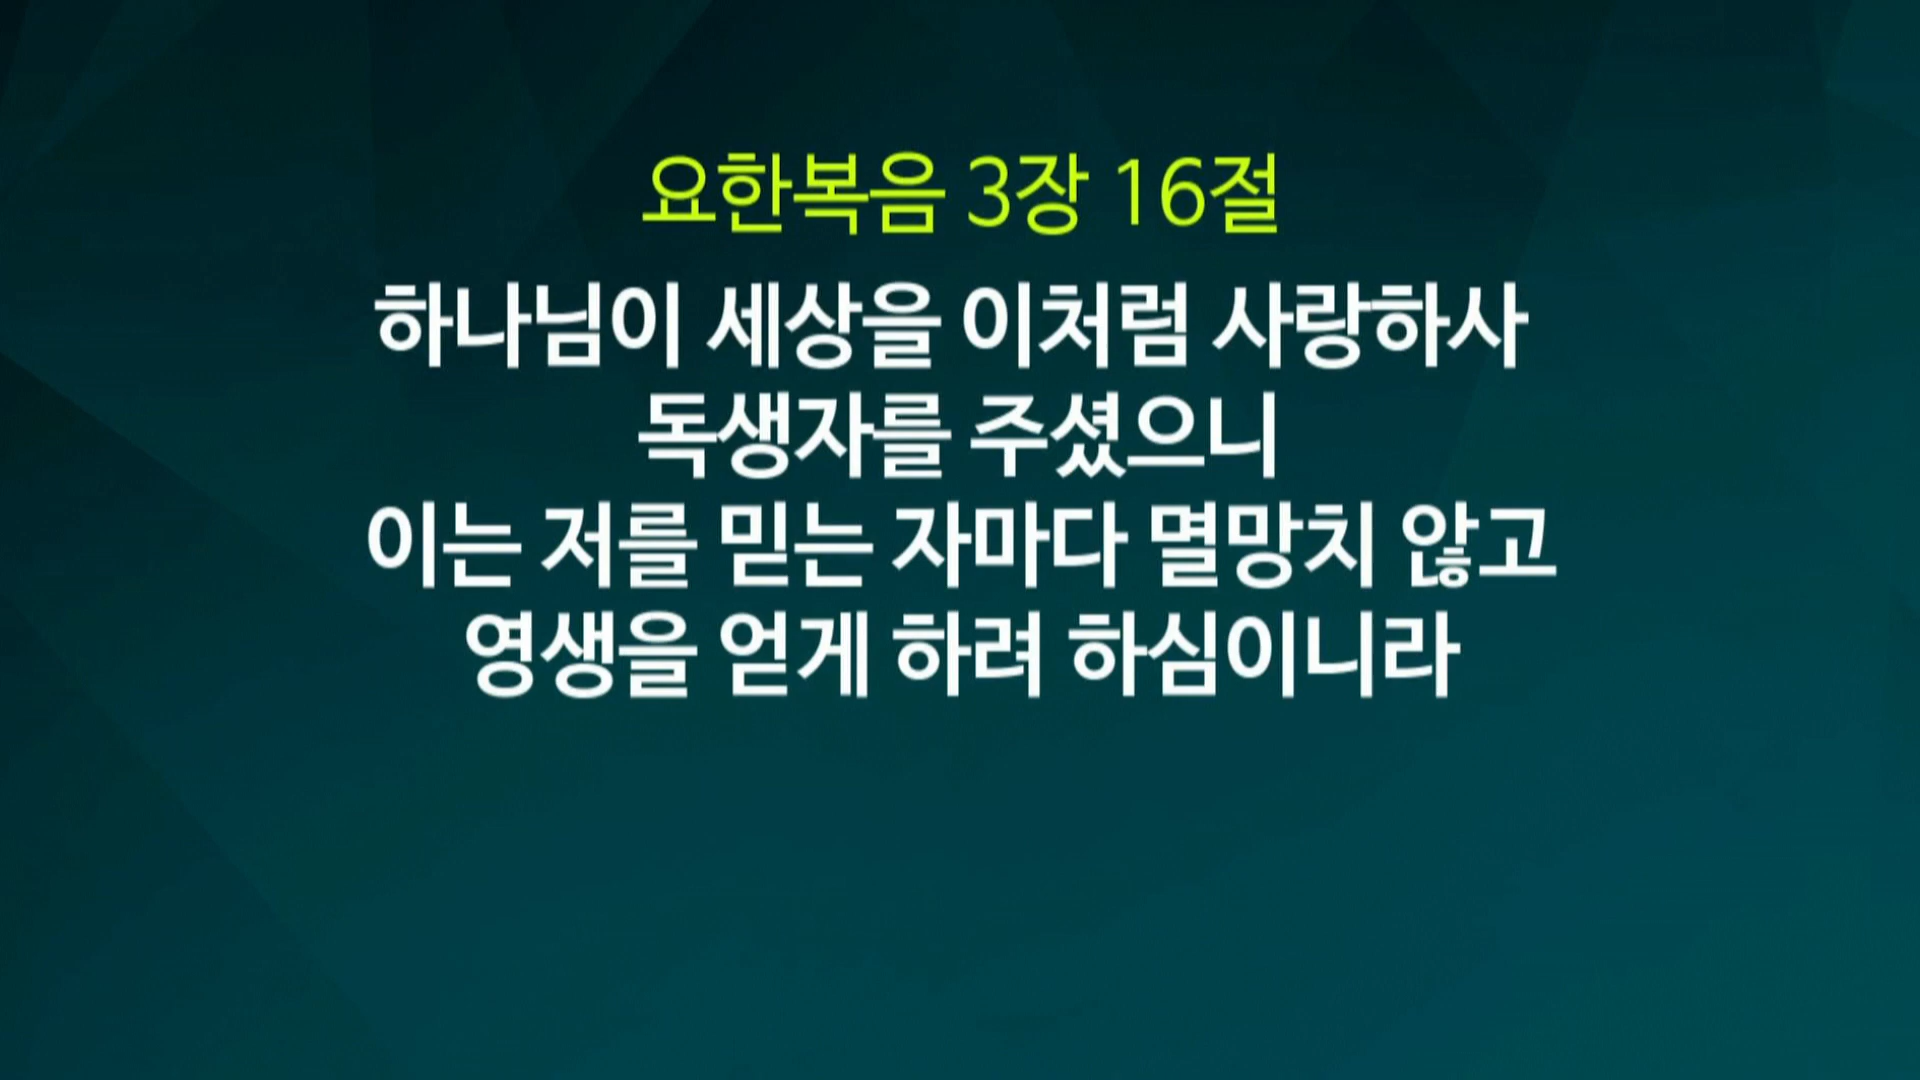 요한복음 3장 16절
하나님이 세상을 이처럼 사랑하사
독생자를 주셨으니
이는 저를 믿는 자마다 멸망치 않고
영생을 얻게 하려 하심이니라